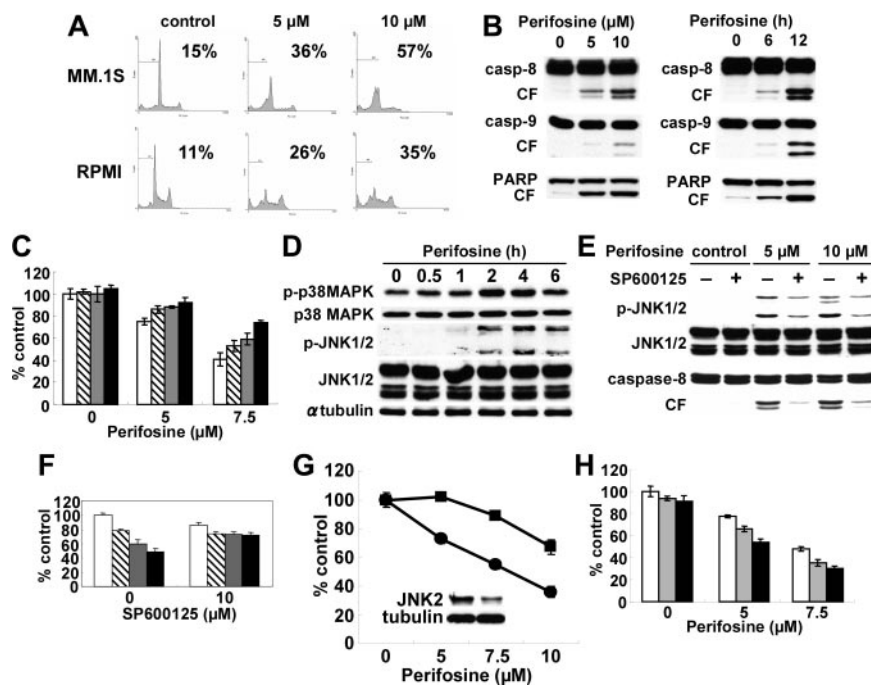 A
control 5 µM 10 µM
MM.1S
15% 36% 57%
RPMI
11% 26% 35%
B
Perifosine (µM) Perifosine (h)
0 5 10 0 6 12
casp-8 casp-8
CF CF
casp-9 casp-9
CF CF
PARP PARP
CF CF
C
% control
120
100
80
60
40
20
0
0 5 7.5
Perifosine (µM)
D
Perifosine (h)
0 0.5 1 2 4 6
p-p38MAPK
p38 MAPK
p-JNK1/2
JNK1/2
α tubulin
E
Perifosine control 5 µM 10 µM
SP600125 – + – + – +
p-JNK1/2
JNK1/2
caspase-8
CF
F
% control
120
100
80
60
40
20
0
0 10
SP600125 (µM)
G
% control
120
100
80
60
40
20
0
JNK2
tubulin
0 5 7.5 10
Perifosine (µM)
H
% control
120
100
80
60
40
20
0
0 5 7.5
Perifosine (µM)